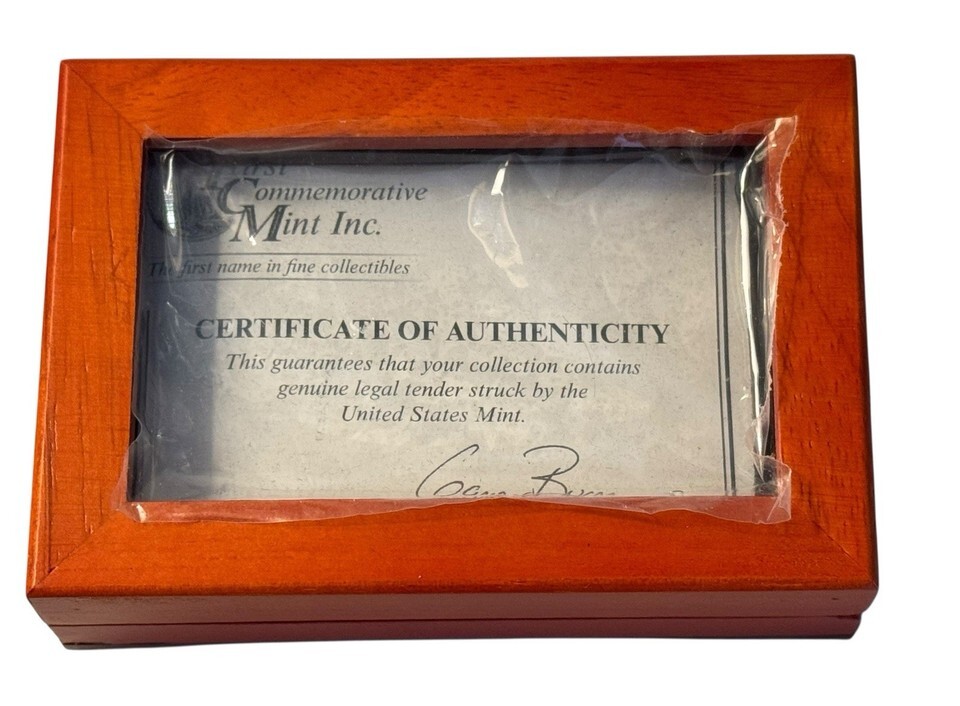 First
Commemorative
Mint Inc.
The first name in fine collectibles
CERTIFICATE OF AUTHENTICITY
This guarantees that your collection contains
genuine legal tender struck by the
United States Mint.